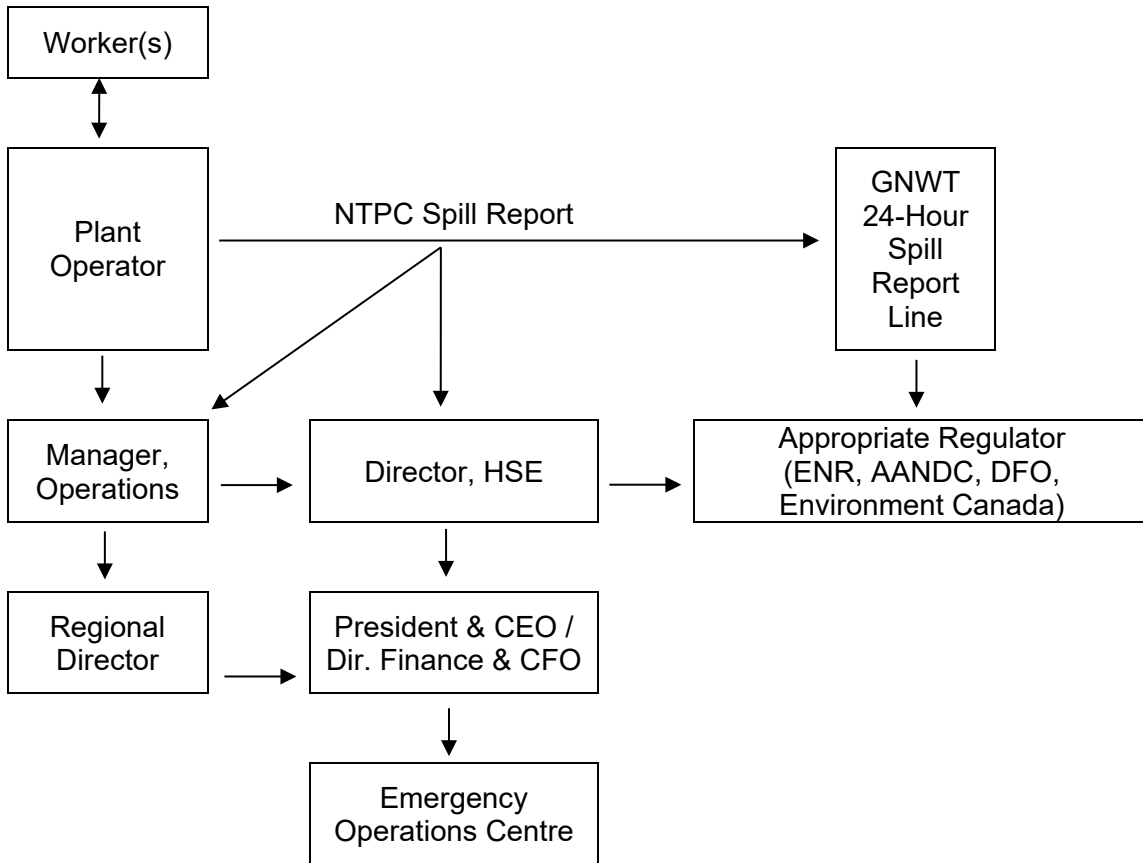 Worker(s)
Plant
Operator
NTPC Spill Report
GNWT
24-Hour
Spill
Report
Line
Manager,
Operations
Director, HSE
Appropriate Regulator
(ENR, AANDC, DFO,
Environment Canada)
Regional
Director
President & CEO /
Dir. Finance & CFO
Emergency
Operations Centre